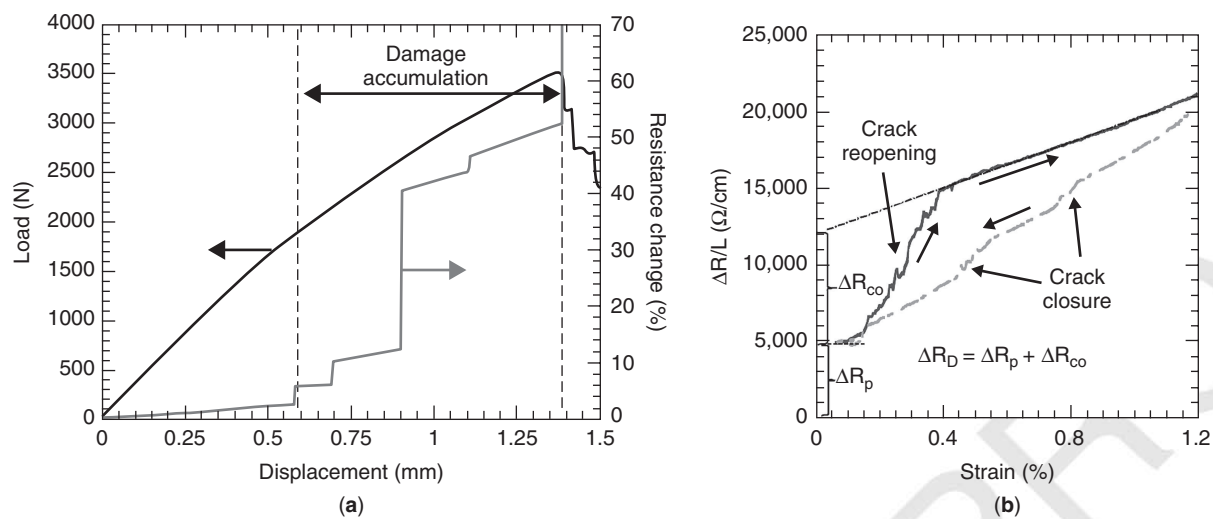 4000
3500
3000
2500
2000
1500
1000
500
0
Load (N)
Damage
accumulation
70
60
50
40
30
20
10
0
Resistance change (%)
0
0.25
0.5
0.75
1
1.25
1.5
Displacement (mm)
(a)
25,000
20,000
15,000
10,000
5,000
0
ΔR/L (Ω/cm)
Crack
reopening
Crack
closure
ΔR_co
ΔR_D = ΔR_p + ΔR_co
ΔR_p
0
0.4
0.8
1.2
Strain (%)
(b)